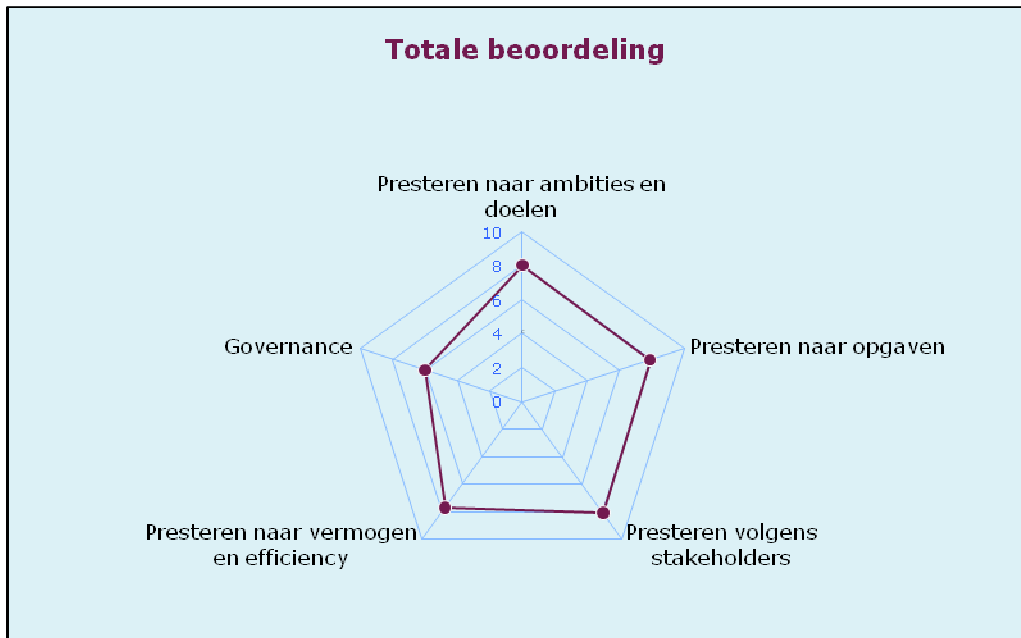 Totale beoordeling
Presteren naar ambities en
doelen
10
8
6
4
2
0
Governance
Presteren naar opgaven
Presteren naar vermogen
en efficiency
Presteren volgens
stakeholders